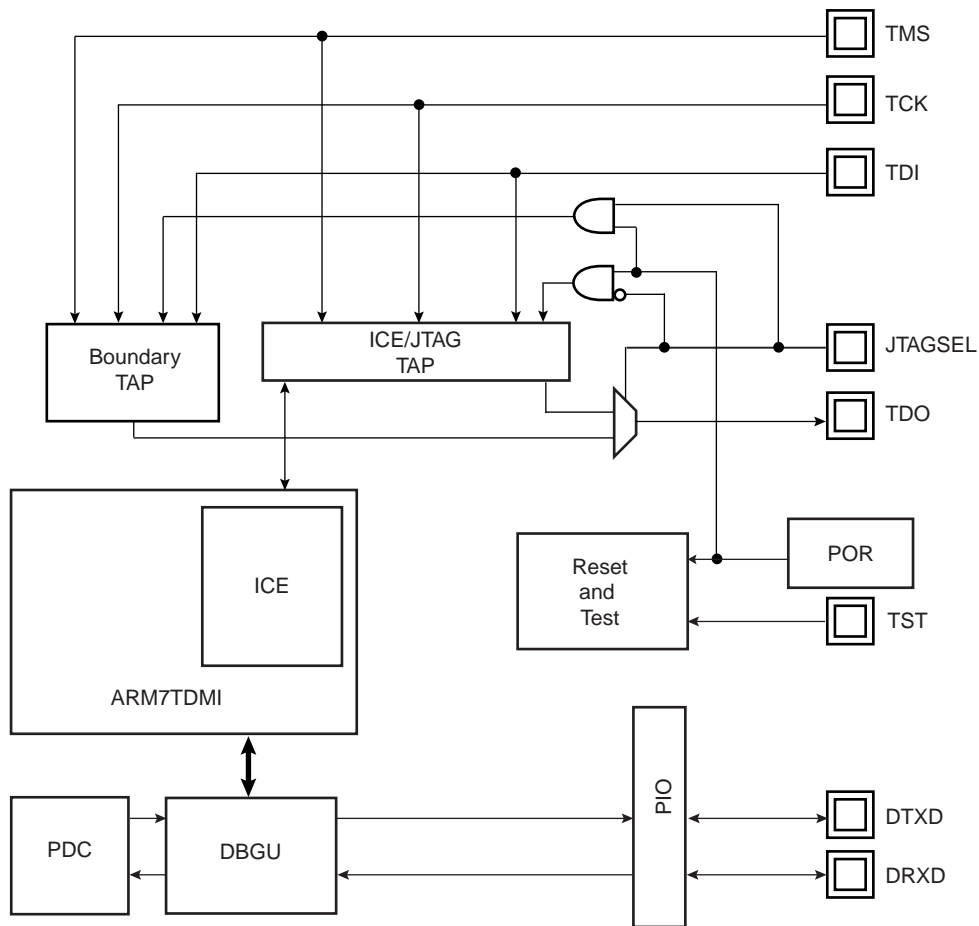 TMS
TCK
TDI
Boundary
TAP
ICE/JTAG
TAP
JTAGSEL
TDO
ICE
ARM7TDMI
Reset
and
Test
POR
TST
PIO
PDC
DBGU
DTXD
DRXD